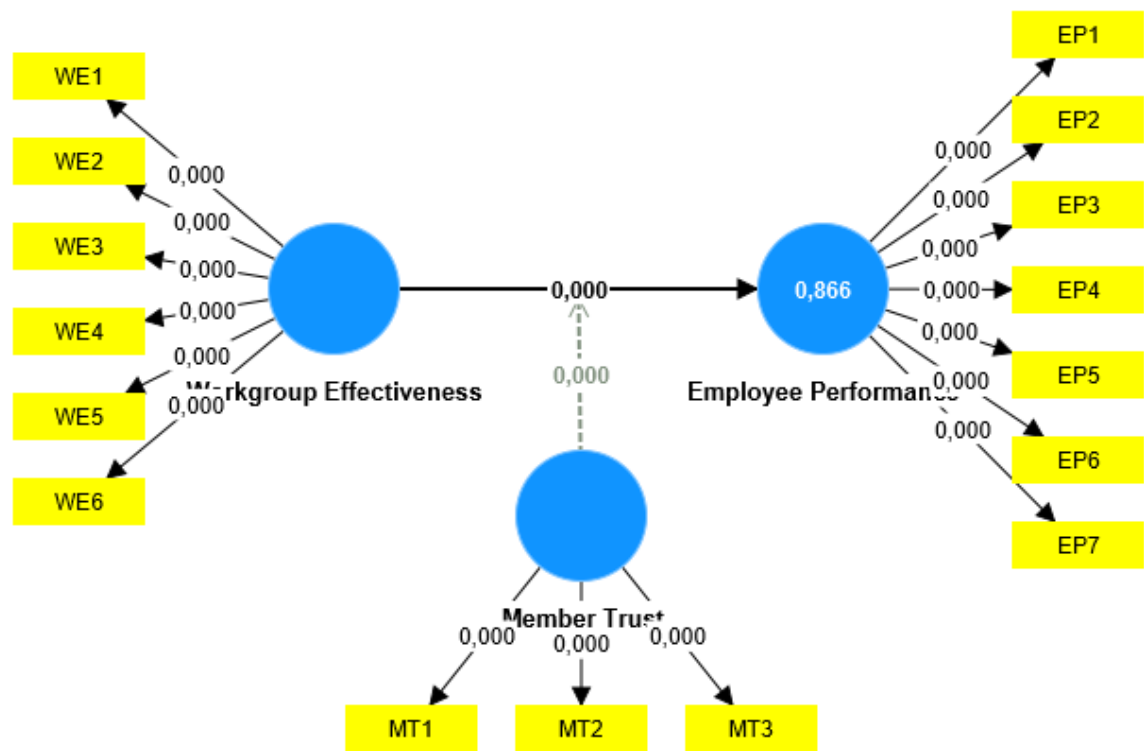 WE1
WE2
WE3
WE4
WE5
WE6
0,000
0,000
0,000
0,000
0,000
0,000
Workgroup Effectiveness
0,000
0,000
0,866
Employee Performance
EP1
EP2
EP3
EP4
EP5
EP6
EP7
0,000
0,000
0,000
0,000
0,000
0,000
0,000
Member Trust
0,000
0,000
0,000
MT1
MT2
MT3